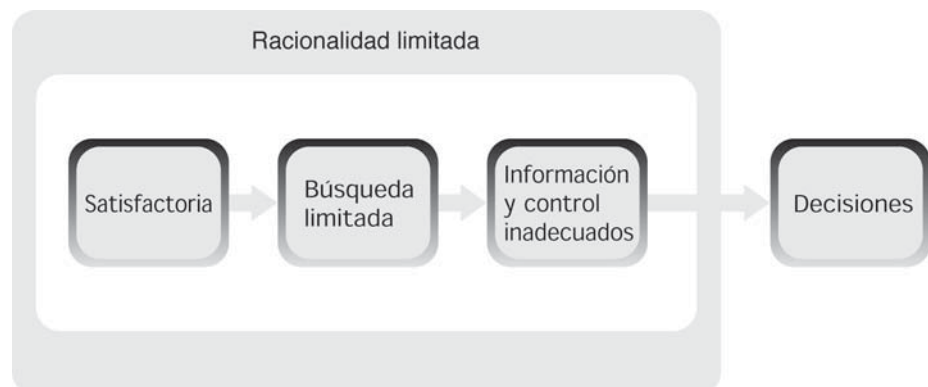 Racionalidad limitada
Satisfactoria
Búsqueda
limitada
Información
y control
inadecuados
Decisiones